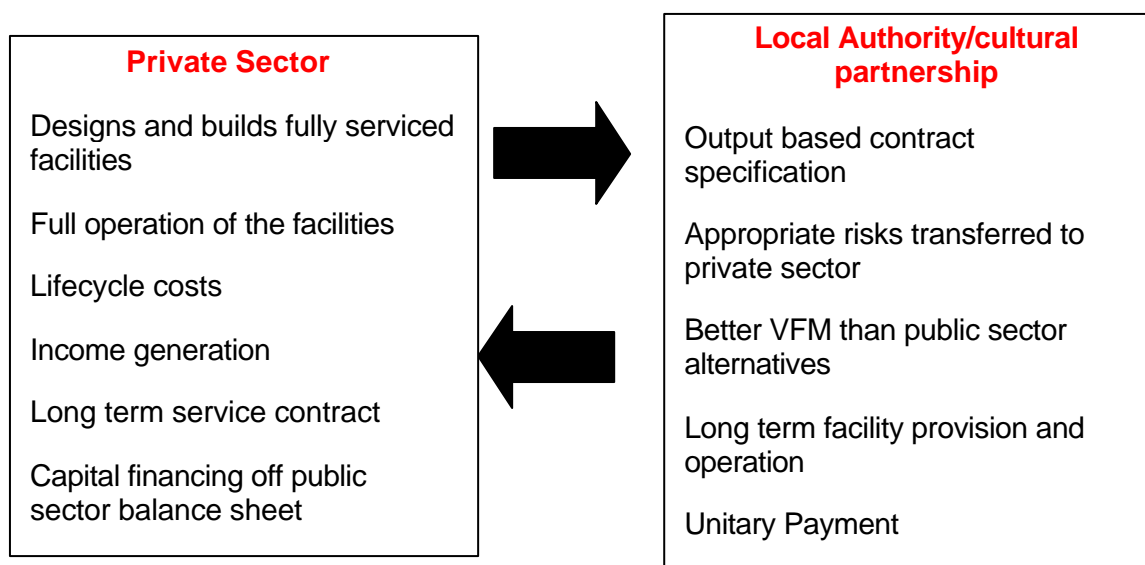 Private Sector
Designs and builds fully serviced
facilities
Full operation of the facilities
Lifecycle costs
Income generation
Long term service contract
Capital financing off public
sector balance sheet
Local Authority/cultural
partnership
Output based contract
specification
Appropriate risks transferred to
private sector
Better VFM than public sector
alternatives
Long term facility provision and
operation
Unitary Payment